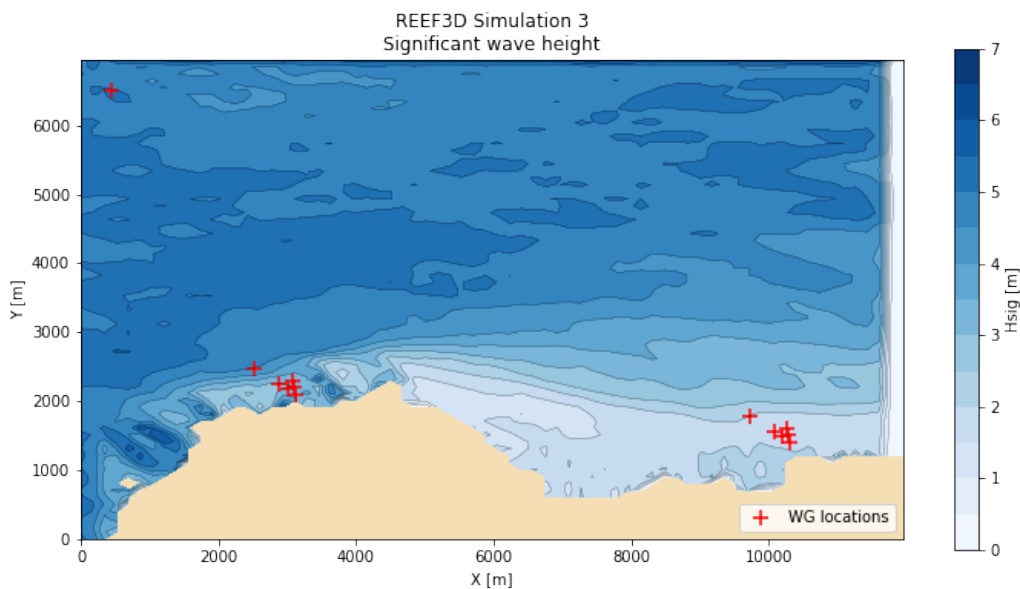 REEF3D Simulation 3
Significant wave height
Y [m]
6000
5000
4000
3000
2000
1000
0
0 2000 4000 6000 8000 10000
X [m]
WG locations
7
6
5
4
3
2
1
0
Hsig [m]